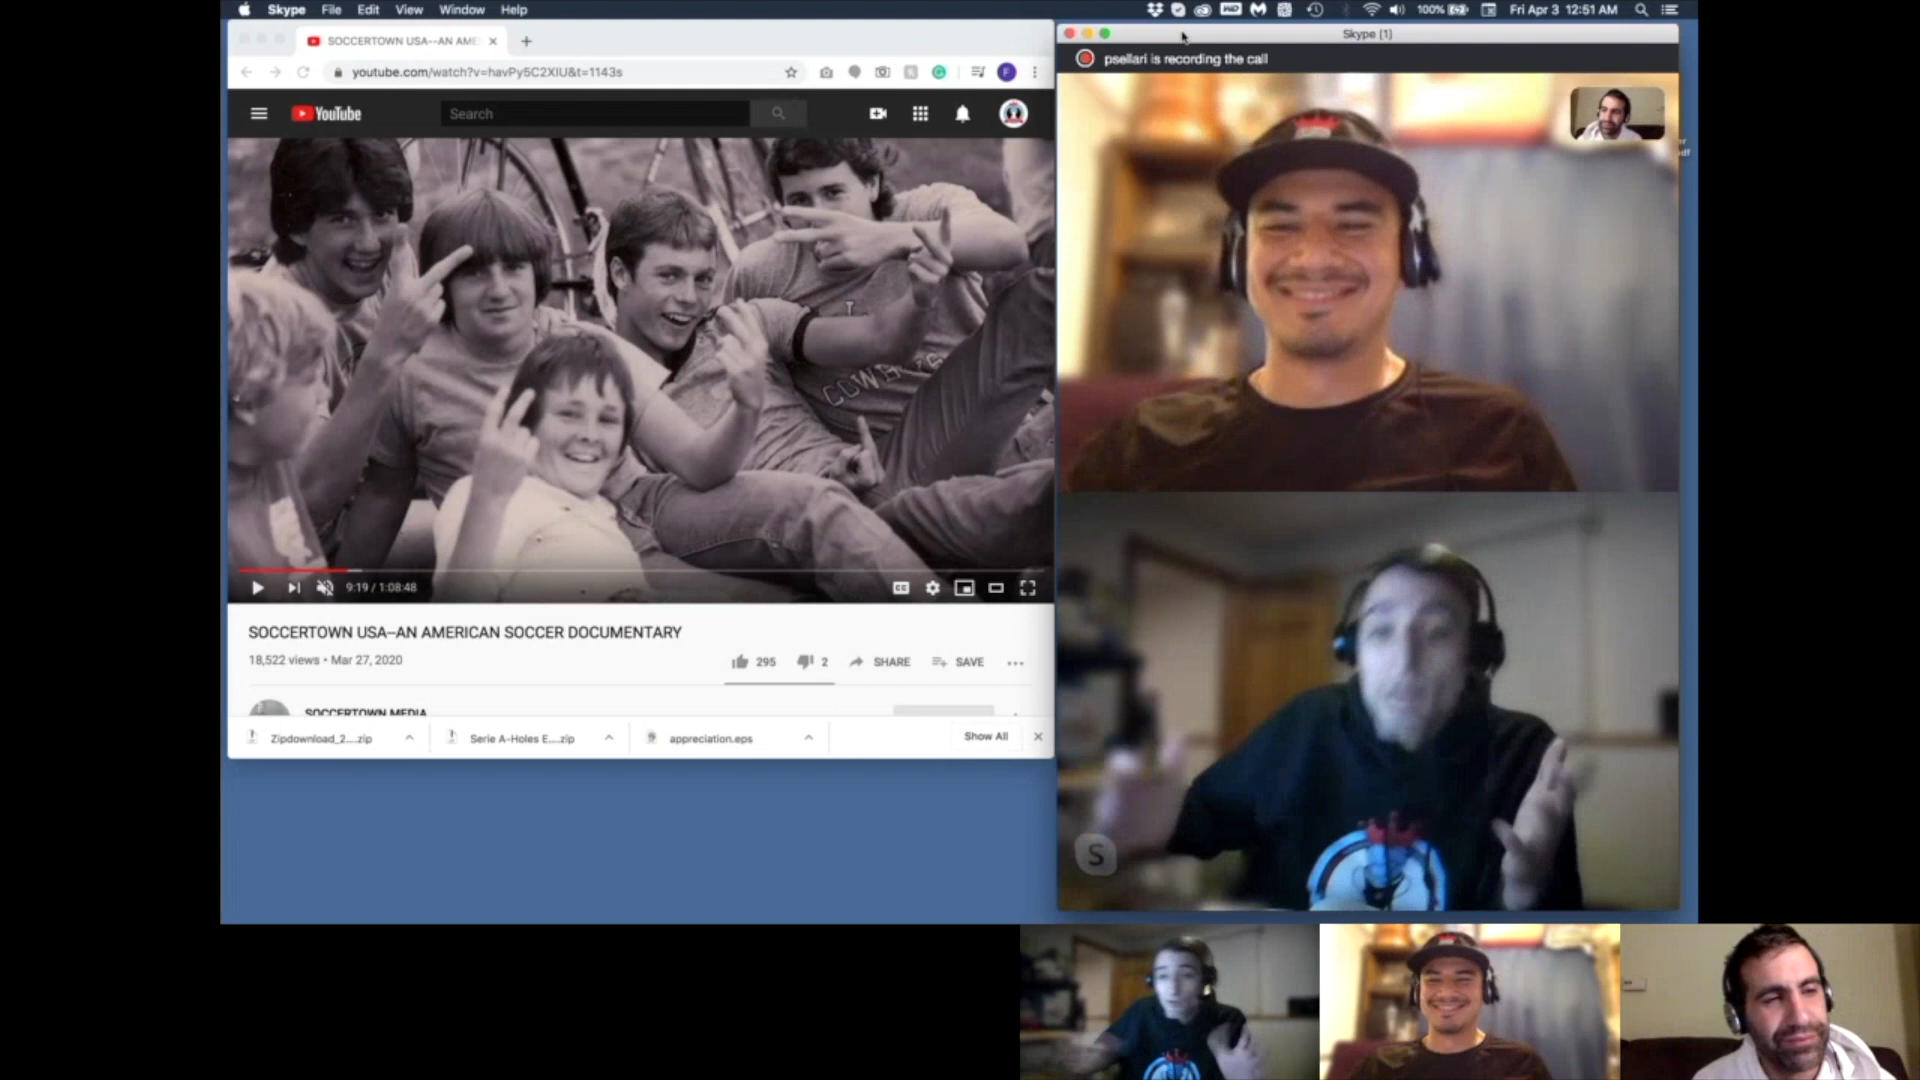 Skype File Edit View Window Help
100%
Fri Apr 3 12:51 AM
SOCCERTOWN USA--AN AME
youtube.com/watch?v=havPy5C2XIU&t=1143s
F
YouTube
Search
COWBOYS
9:19 / 1:08:48
CC
SOCCERTOWN USA--AN AMERICAN SOCCER DOCUMENTARY
18,522 views • Mar 27, 2020
295
2
SHARE
SAVE
SOCCERTOWN MEDIA
Zipdownload_2....zip
Serie A-Holes E....zip
appreciation.eps
Show All
Skype [1]
psellari is recording the call
S